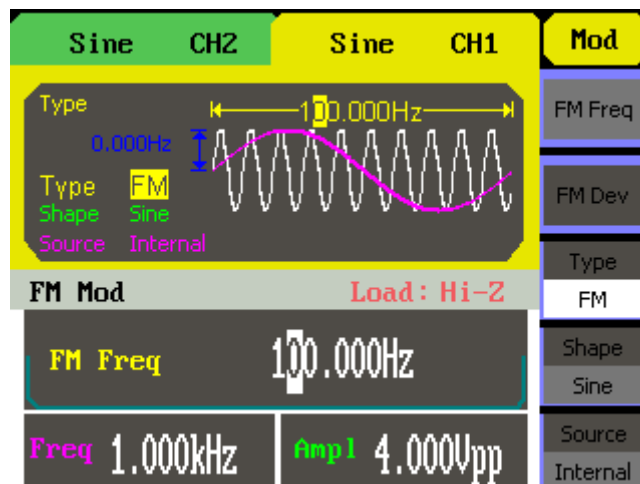 Sine CH2 Sine CH1 Mod
Type
100.000Hz
0.000Hz
Type FM
Shape Sine
Source Internal
FM Mod Load: Hi-Z
FM Freq 100.000Hz
Freq 1.000kHz Ampl 4.000Vpp
FM Freq
FM Dev
Type
FM
Shape
Sine
Source
Internal